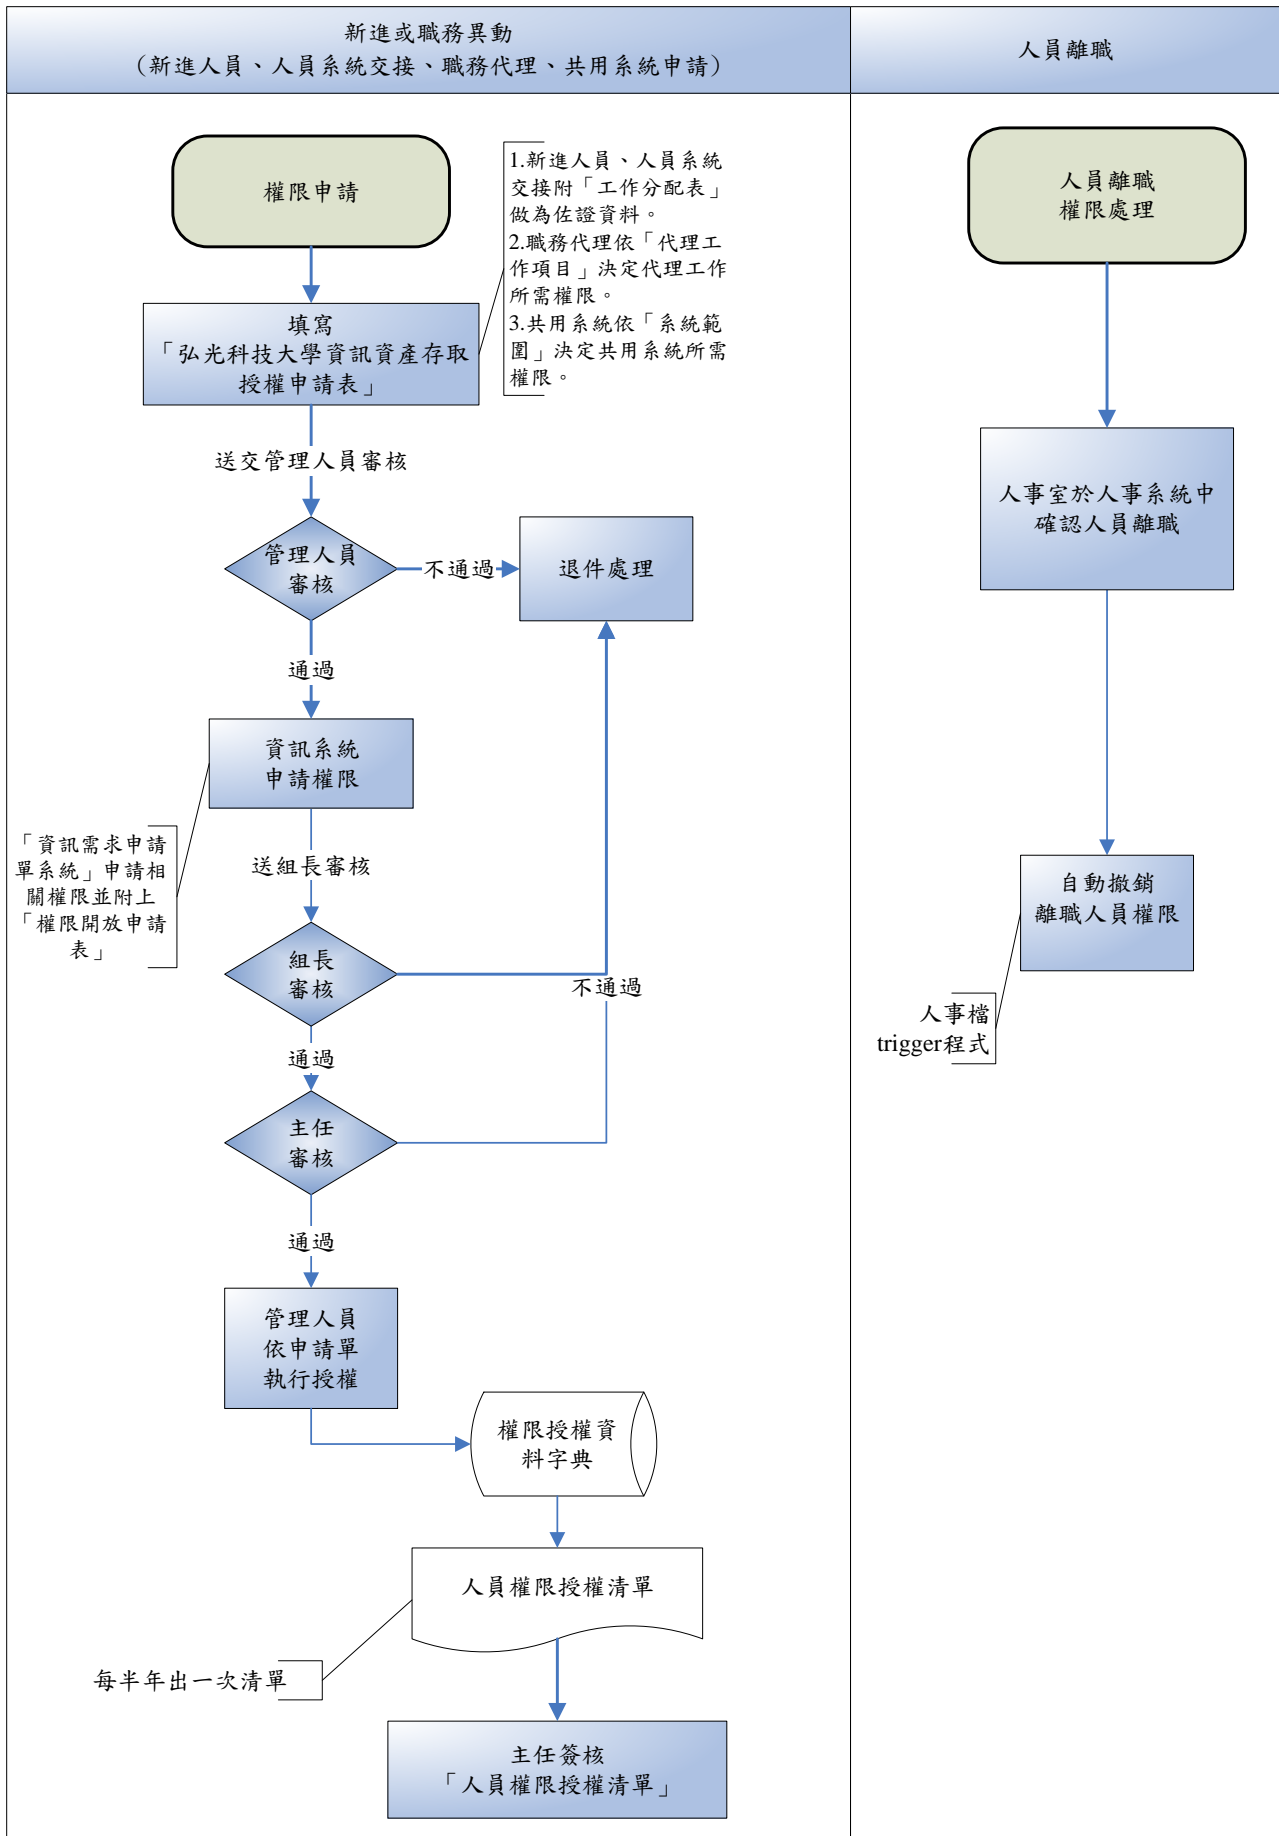 新進或職務異動
（新進人員、人員系統交接、職務代理、共用系統申請）
人員離職
權限申請
1.新進人員、人員系統
交接附「工作分配表」
做為佐證資料。
2.職務代理依「代理工
作項目」決定代理工作
所需權限。
3.共用系統依「系統範
圍」決定共用系統所需
權限。
填寫
「弘光科技大學資訊資產存取
授權申請表」
送交管理人員審核
管理人員
審核
不通過
退件處理
通過
資訊系統
申請權限
「資訊需求申請
單系統」申請相
關權限並附上
「權限開放申請
表」
送組長審核
組長
審核
不通過
通過
主任
審核
通過
管理人員
依申請單
執行授權
權限授權資
料字典
人員權限授權清單
每半年出一次清單
主任簽核
「人員權限授權清單」
人員離職
權限處理
人事室於人事系統中
確認人員離職
自動撤銷
離職人員權限
人事檔
trigger程式